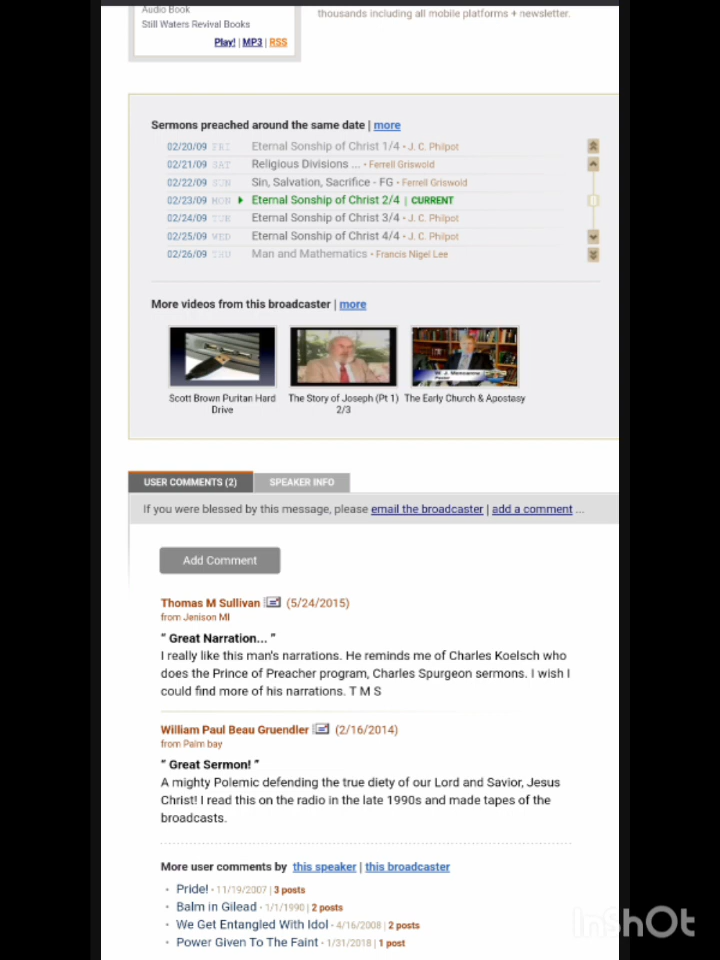 Audio Book
Still Waters Revival Books
Play! | MP3 | RSS
thousands including all mobile platforms + newsletter.
Sermons preached around the same date | more
02/20/09 FRI Eternal Sonship of Christ 1/4 • J. C. Philpot
02/21/09 SAT Religious Divisions ... • Ferrell Griswold
02/22/09 SUN Sin, Salvation, Sacrifice - FG • Ferrell Griswold
02/23/09 MON Eternal Sonship of Christ 2/4 | CURRENT
02/24/09 TUE Eternal Sonship of Christ 3/4 • J. C. Philpot
02/25/09 WED Eternal Sonship of Christ 4/4 • J. C. Philpot
02/26/09 THU Man and Mathematics • Francis Nigel Lee
More videos from this broadcaster | more
Scott Brown Puritan Hard
Drive
The Story of Joseph (Pt 1)
2/3
The Early Church & Apostasy
USER COMMENTS (2)
SPEAKER INFO
If you were blessed by this message, please email the broadcaster | add a comment ...
Add Comment
Thomas M Sullivan (5/24/2015)
from Jenison MI
“ Great Narration... ”
I really like this man's narrations. He reminds me of Charles Koelsch who
does the Prince of Preacher program, Charles Spurgeon sermons. I wish I
could find more of his narrations. T M S
William Paul Beau Gruendler (2/16/2014)
from Palm bay
“ Great Sermon! ”
A mighty Polemic defending the true diety of our Lord and Savior, Jesus
Christ! I read this on the radio in the late 1990s and made tapes of the
broadcasts.
More user comments by this speaker | this broadcaster
• Pride! • 11/19/2007 | 3 posts
• Balm in Gilead • 1/1/1990 | 2 posts
• We Get Entangled With Idol • 4/16/2008 | 2 posts
• Power Given To The Faint • 1/31/2018 | 1 post
InShOt